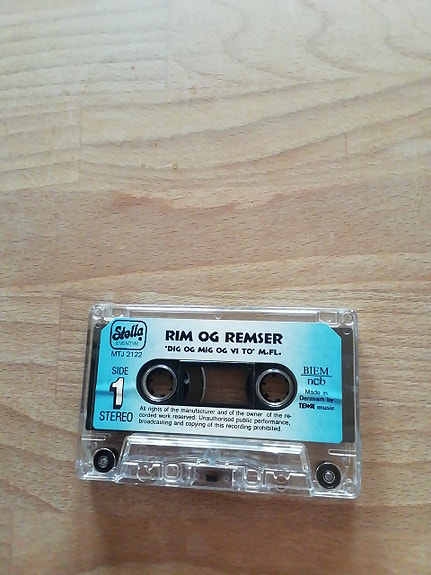 Stella
EVENTYR
MTJ 2122
RIM OG REMSER
'DIG OG MIG OG VI TO' M.FL.
SIDE
1
STEREO
BIEM
ncb
Made in
Denmark by
music
All rights of the manufacturer and of the owner of the re-
corded work reserved. Unauthorised public performance,
broadcasting and copying of this recording prohibited.